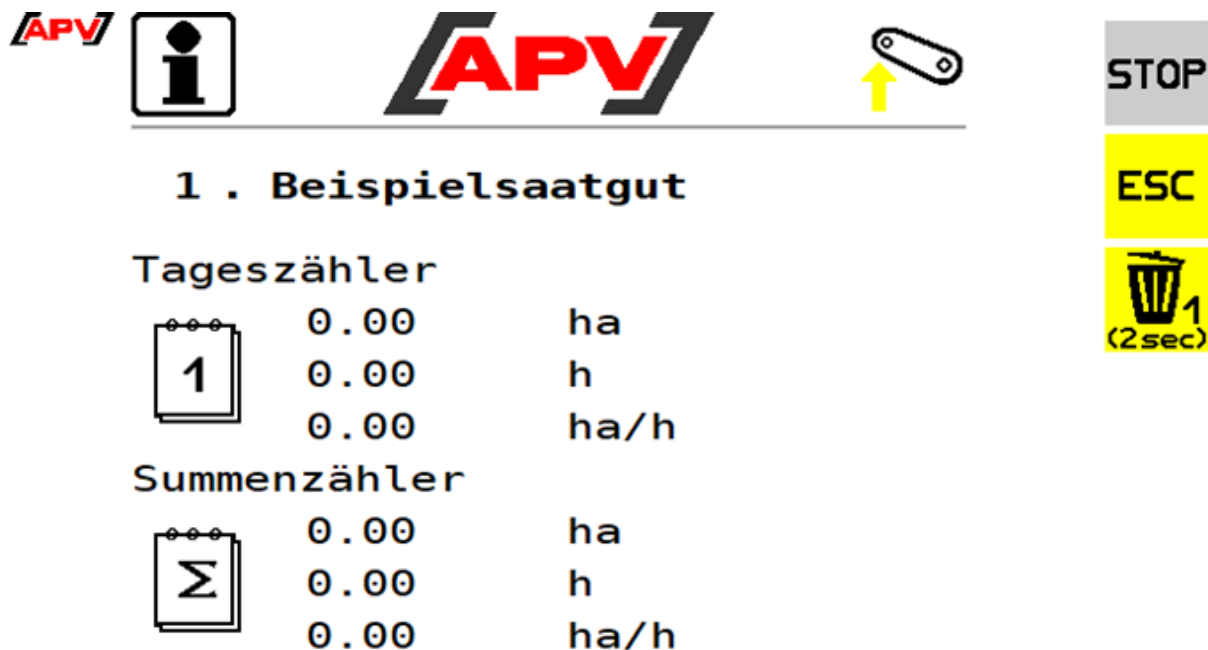 [APV]
i
[APV]
STOP
1 . Beispielsaatgut
ESC
Tageszähler
1
(2sec)
0.00 ha
1
0.00 h
0.00 ha/h
Summenzähler
0.00 ha
Σ
0.00 h
0.00 ha/h